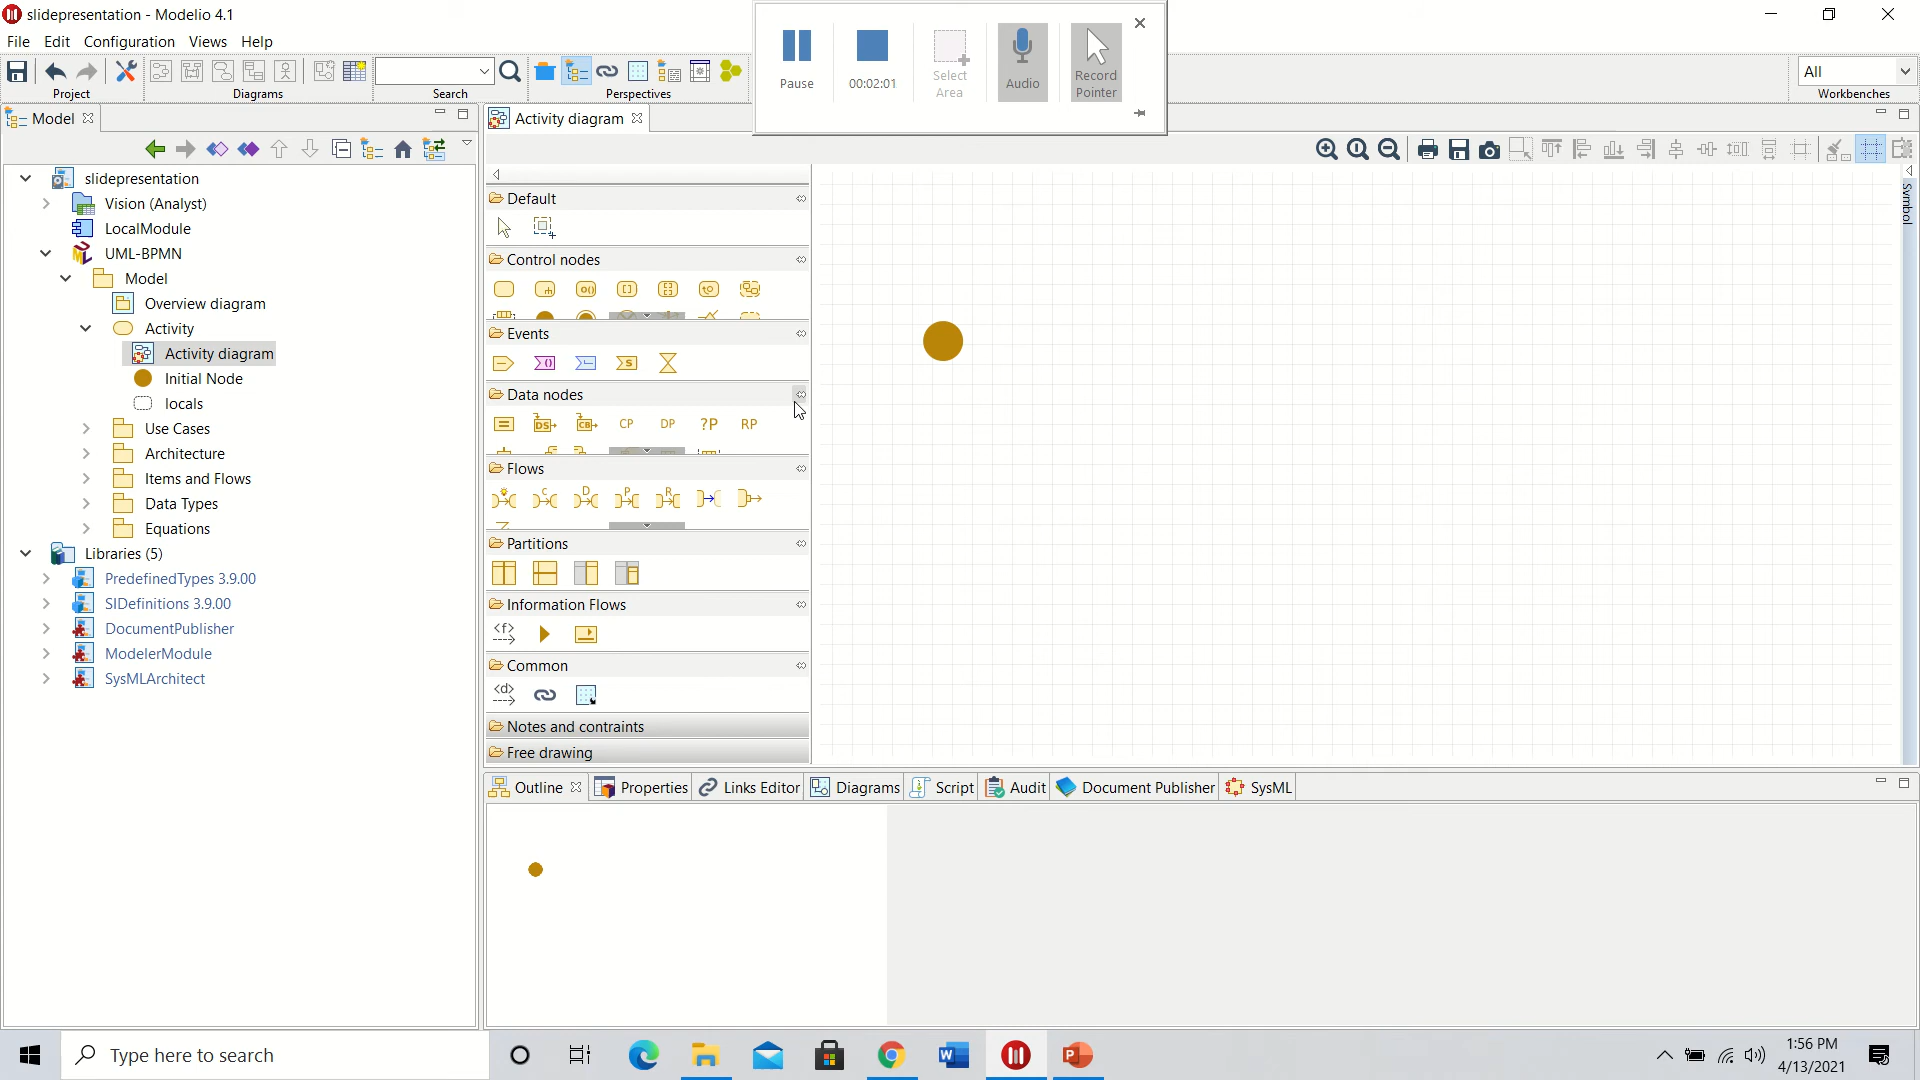 slidepresentation - Modelio 4.1
File Edit Configuration Views Help
Project
Diagrams
Search
Perspectives
Pause
00:02:01
Select
Area
Audio
Record
Pointer
All
Workbenches
Model
Activity diagram
slidepresentation
Vision (Analyst)
LocalModule
UML-BPMN
Model
Overview diagram
Activity
Activity diagram
Initial Node
locals
Use Cases
Architecture
Items and Flows
Data Types
Equations
Libraries (5)
PredefinedTypes 3.9.00
SIDefinitions 3.9.00
DocumentPublisher
ModelerModule
SysMLArchitect
Default
Control nodes
Events
S
Data nodes
DS CB CP DP ?P RP
Flows
C D P R
Partitions
Information Flows
<f>
Common
<d>
Notes and contraints
Free drawing
Symbol
Outline Properties Links Editor Diagrams Script Audit Document Publisher SysML
Type here to search
1:56 PM
4/13/2021